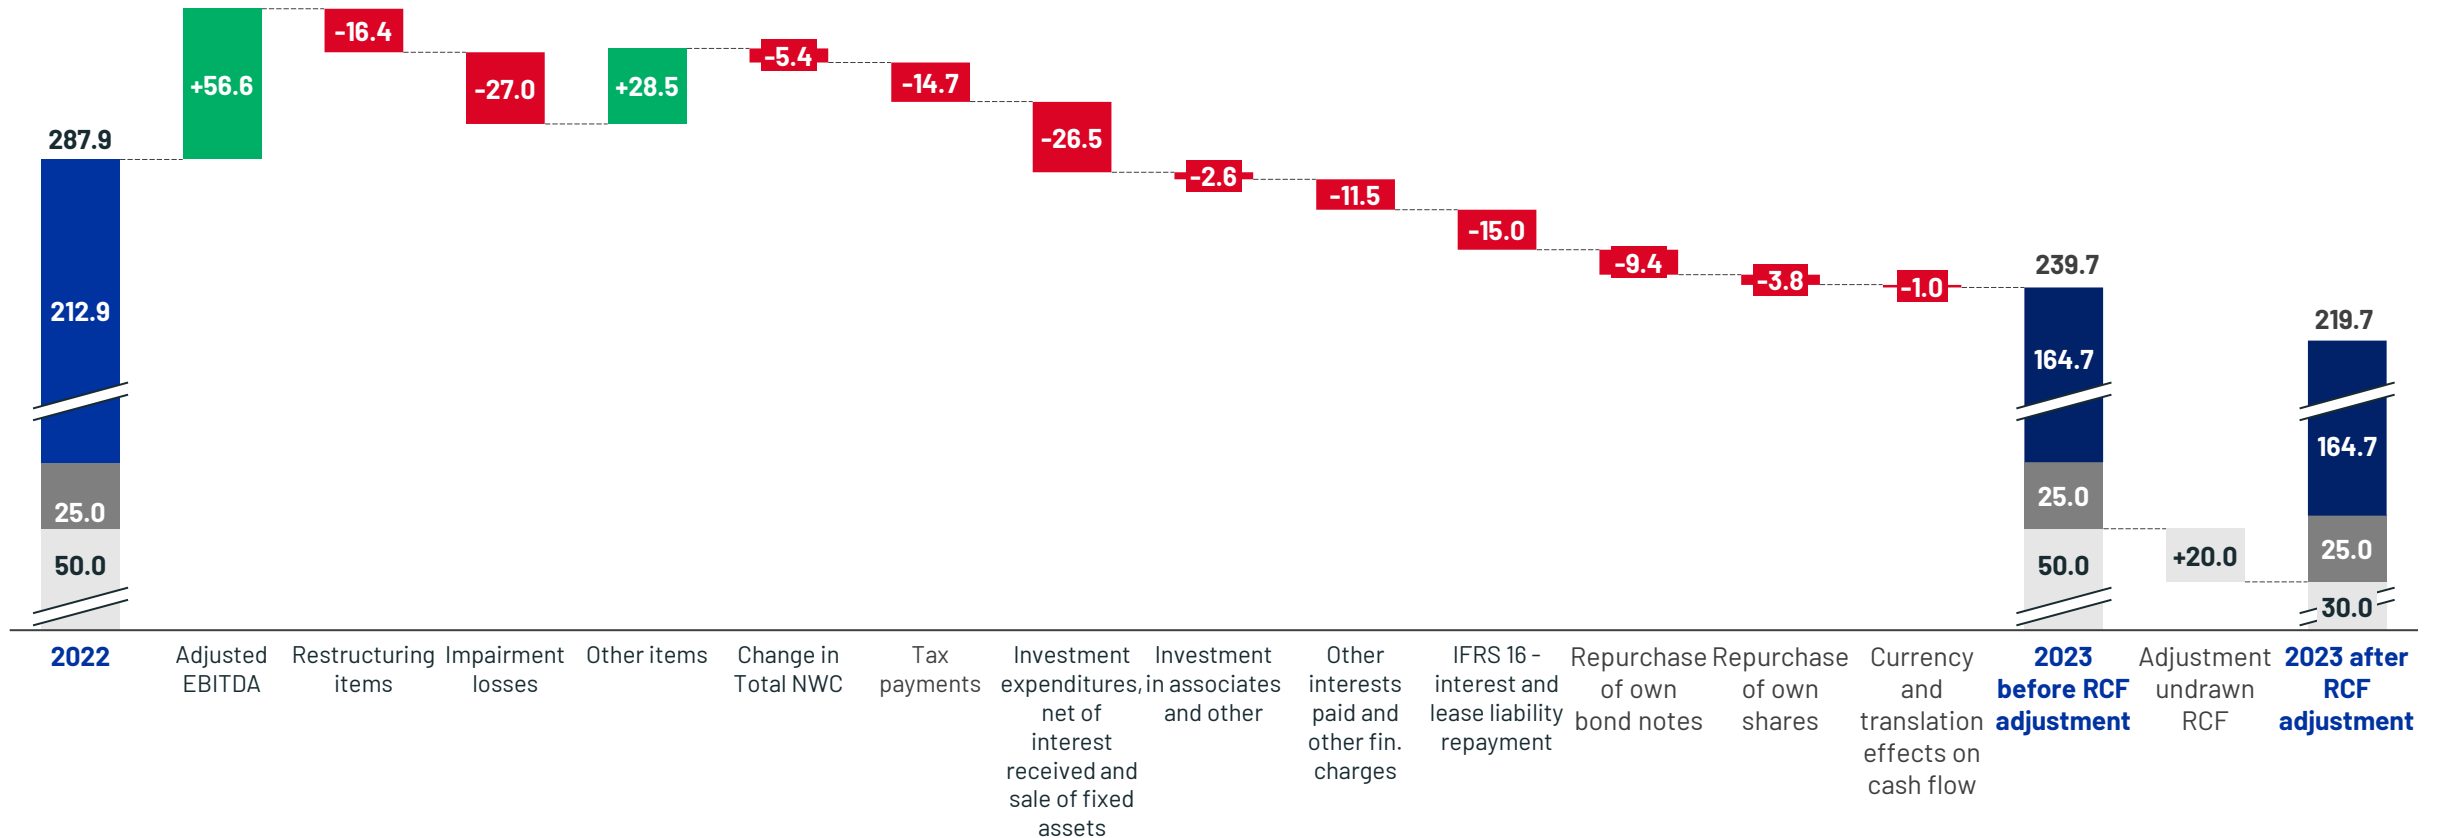 287.9
212.9
25.0
50.0
+56.6
-16.4
-27.0
+28.5
-5.4
-14.7
-26.5
-2.6
-11.5
-15.0
-9.4
-3.8
-1.0
239.7
164.7
25.0
50.0
+20.0
219.7
164.7
25.0
30.0
2022
Adjusted
EBITDA
Restructuring
items
Impairment
losses
Other items
Change in
Total NWC
Tax
payments
Investment
expenditures,
net of
interest
received and
sale of fixed
assets
Investment
in associates
and other
Other
interests
paid and
other fin.
charges
IFRS 16 -
interest and
lease liability
repayment
Repurchase
of own
bond notes
Repurchase
of own
shares
Currency
and
translation
effects on
cash flow
2023
before RCF
adjustment
Adjustment
undrawn
RCF
2023 after
RCF
adjustment